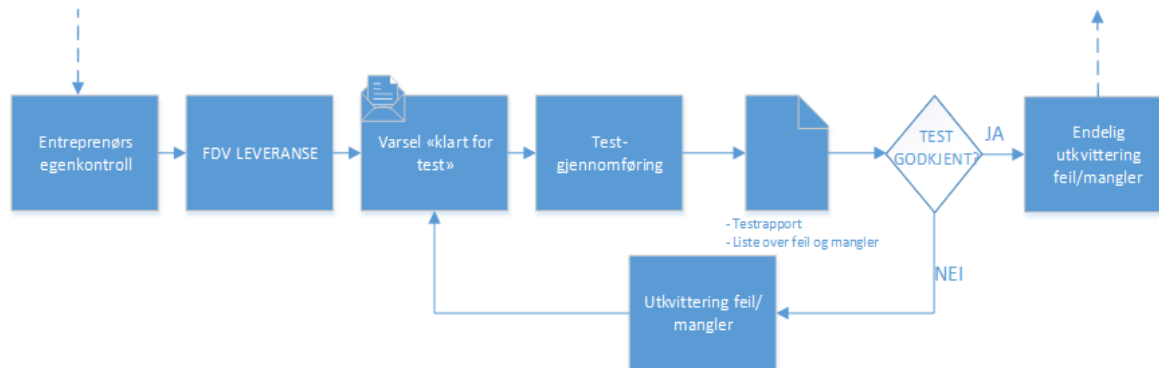 Entreprenørs
egenkontroll
FDV LEVERANSE
Varsel «klart for
test»
Test-
gjennomføring
- Testrapport
- Liste over feil og mangler
TEST
GODKJENT?
JA
Endelig
utkvittering
feil/mangler
NEI
Utkvittering feil/
mangler